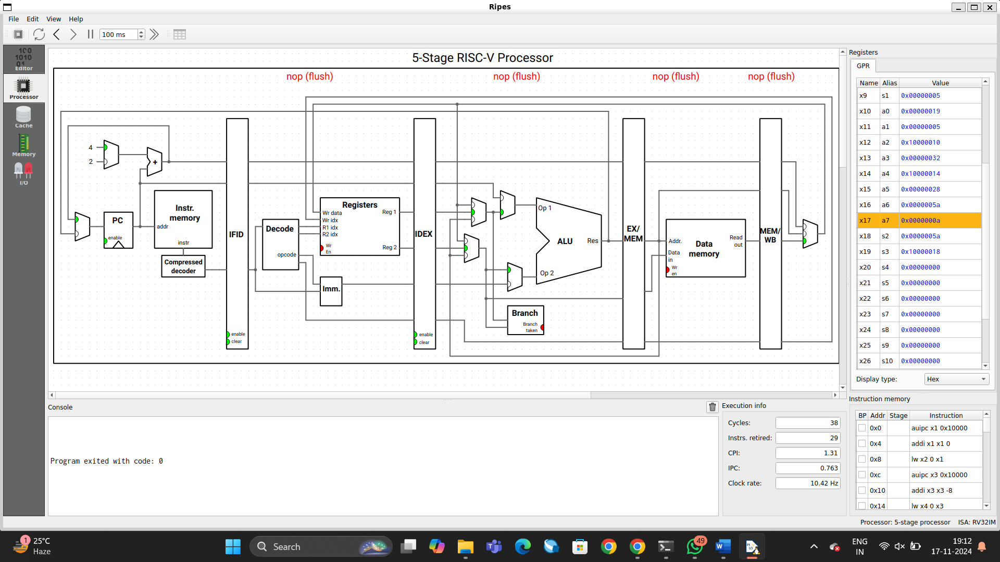 Ripes
File Edit View Help
100 ms
Editor
Processor
Cache
Memory
I/O
5-Stage RISC-V Processor
nop (flush) nop (flush) nop (flush) nop (flush)
4
2
+
PC
enable
Instr.
memory
addr
instr
Compressed
decoder
IFID
enable
clear
Decode
opcode
Registers
Wr data
Wr idx
R1 idx
R2 idx
Wr
En
Reg 1
Reg 2
Imm.
IDEX
enable
clear
Op 1
ALU
Res
Op 2
Branch
Branch
taken
EX/
MEM
Addr.
Data
in
Wr
en
Data
memory
Read
out
MEM/
WB
Registers
GPR
Name Alias Value
x9 s1 0x00000005
x10 a0 0x00000019
x11 a1 0x00000005
x12 a2 0x10000010
x13 a3 0x00000032
x14 a4 0x10000014
x15 a5 0x00000028
x16 a6 0x0000005a
x17 a7 0x0000000a
x18 s2 0x0000005a
x19 s3 0x10000018
x20 s4 0x00000000
x21 s5 0x00000000
x22 s6 0x00000000
x23 s7 0x00000000
x24 s8 0x00000000
x25 s9 0x00000000
x26 s10 0x00000000
Display type: Hex
Console
Program exited with code: 0
Execution info
Cycles: 38
Instrs. retired: 29
CPI: 1.31
IPC: 0.763
Clock rate: 10.42 Hz
Instruction memory
BP Addr Stage Instruction
0x0 auipc x1 0x10000
0x4 addi x1 x1 0
0x8 lw x2 0 x1
0xc auipc x3 0x10000
0x10 addi x3 x3 -8
0x14 lw x4 0 x3
Processor: 5-stage processor ISA: RV32IM
1
25°C
Haze
Search
49
ENG
IN
19:12
17-11-2024